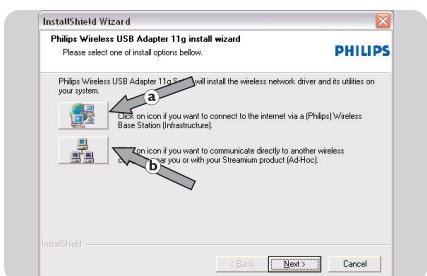 InstallShield Wizard
Philips Wireless USB Adapter 11g install wizard
Please select one of install options bellow.
PHILIPS
Philips Wireless USB Adapter 11g will install the wireless network driver and its utilities on
your system.
a
Click on icon if you want to connect to the internet via a (Philips) Wireless
Base Station (Infrastructure).
on icon if you want to communicate directly to another wireless
near you or with your Streamium product (Ad-Hoc).
b
InstallShield
< Back
Next >
Cancel